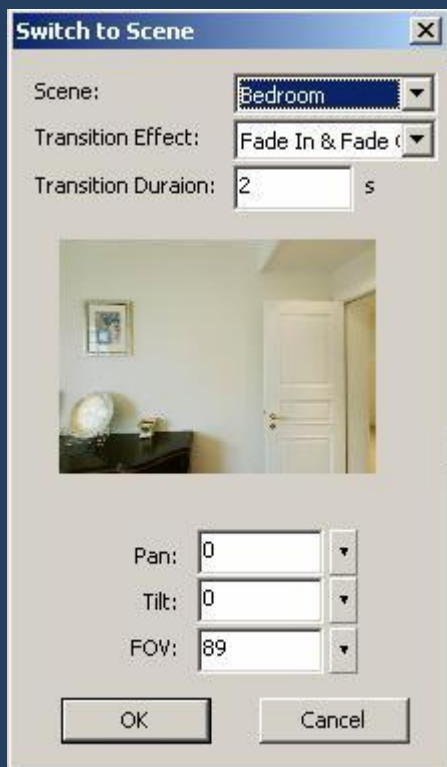 Switch to Scene
Scene: Bedroom
Transition Effect: Fade In & Fade
Transition Duraion: 2 s
Pan: 0
Tilt: 0
FOV: 89
OK Cancel